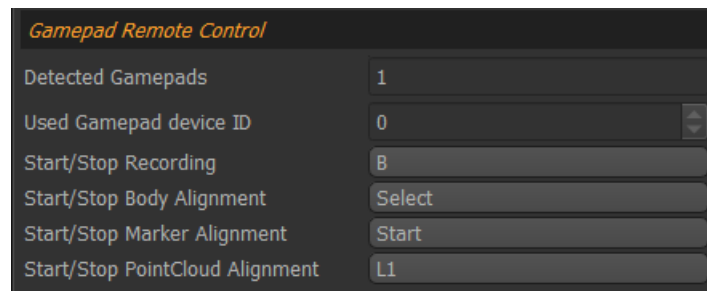 Gamepad Remote Control
Detected Gamepads 1
Used Gamepad device ID 0
Start/Stop Recording B
Start/Stop Body Alignment Select
Start/Stop Marker Alignment Start
Start/Stop PointCloud Alignment L1